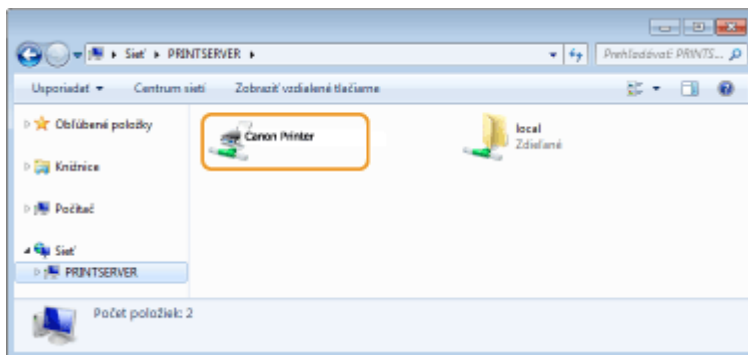 Sieť ▸ PRINTSERVER ▸
Prehľadávať: PRINTS...
Usporiadať Centrum sietí Zobraziť vzdialené tlačiarne
Obľúbené položky
Knižnice
Počítač
Sieť
PRINTSERVER
Canon Printer
local
Zdieľané
Počet položiek: 2